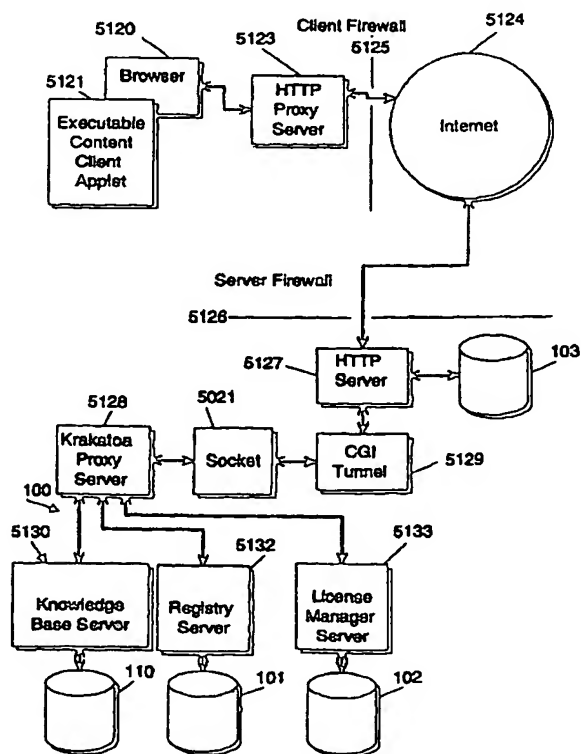 5120
5121
Browser
Executable
Content
Client
Applet
5123
HTTP
Proxy
Server
Client Firewall
5125
5124
Internet
Server Firewall
5126
5127
HTTP
Server
103
5128
Krakatoa
Proxy
Server
5021
Socket
CGI
Tunnel
5129
100
5130
Knowledge
Base Server
5132
Registry
Server
5133
License
Manager
Server
110
101
102